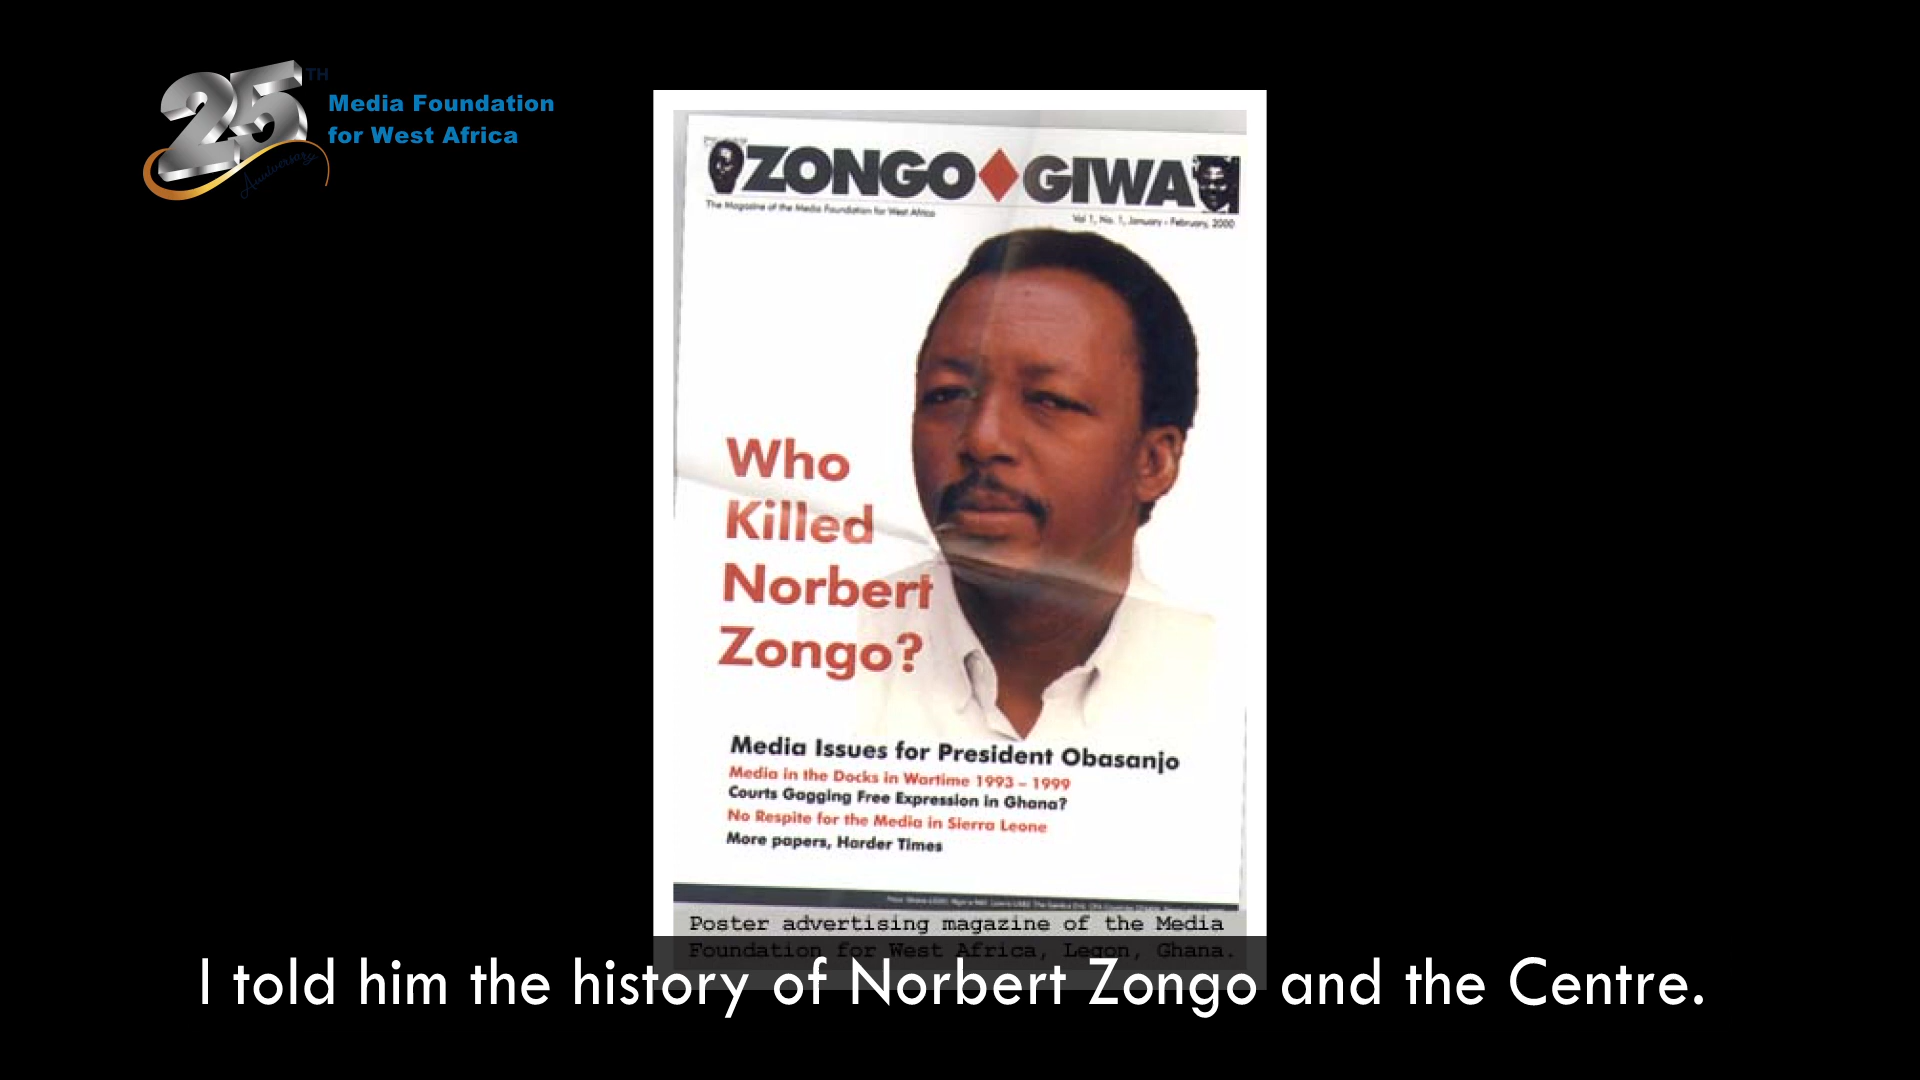 25TH
Anniversary
Media Foundation
for West Africa
ZONGO GIWA
The Magazine of the Media Foundation for West Africa
Vol 1, No. 1, January - February, 2000
Who
Killed
Norbert
Zongo?
Media Issues for President Obasanjo
Media in the Docks in Wartime 1993 – 1999
Courts Gagging Free Expression in Ghana?
No Respite for the Media in Sierra Leone
More papers, Harder Times
Poster advertising magazine of the Media
Foundation for West Africa, Legon, Ghana.
I told him the history of Norbert Zongo and the Centre.